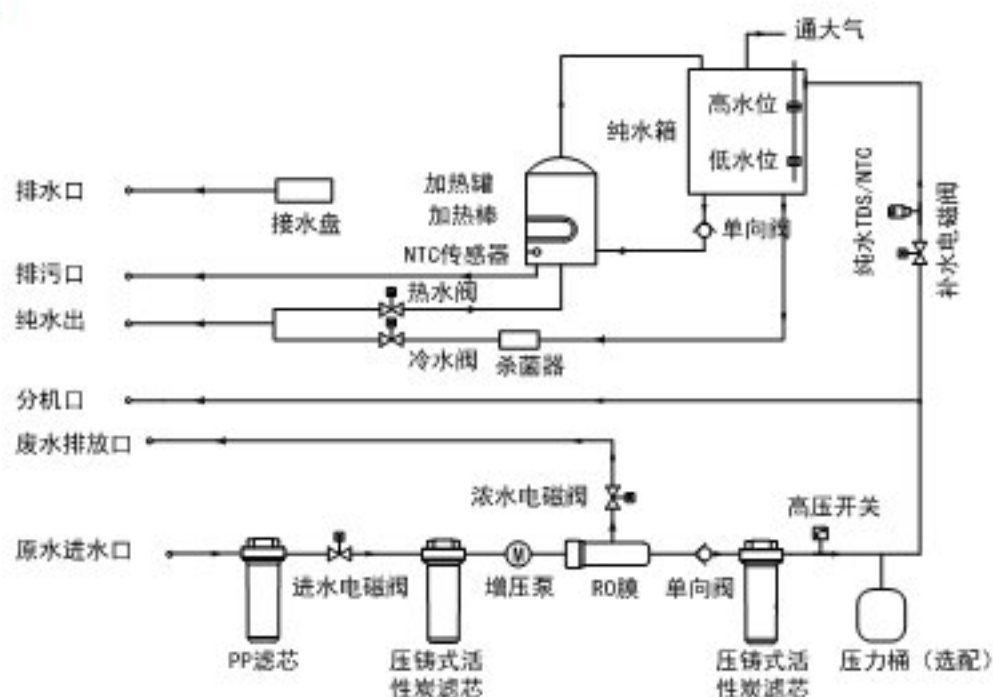 通大气
高水位
纯水箱
低水位
加热罐
排水口
加热棒
接水盘
单向阀
纯水TDS/NTC
补水电磁阀
NTC传感器
排污口
热水阀
纯水出
冷水阀
杀菌器
分机口
废水排放口
浓水电磁阀
高压开关
原水进水口
进水电磁阀
增压泵
M
RO膜
单向阀
PP滤芯
压铸式活
性炭滤芯
压铸式活
性炭滤芯
压力桶（选配）